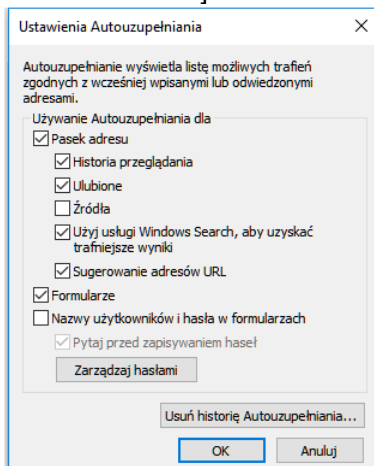 Ustawienia Autouzupełniania
Autouzupełnianie wyświetla listę możliwych trafień
zgodnych z wcześniej wpisanymi lub odwiedzonymi
adresami.
Używanie Autouzupełniania dla
Pasek adresu
Historia przeglądania
Ulubione
Źródła
Użyj usługi Windows Search, aby uzyskać
trafniejsze wyniki
Sugerowanie adresów URL
Formularze
Nazwy użytkowników i hasła w formularzach
Pytaj przed zapisywaniem haseł
Zarządzaj hasłami
Usuń historię Autouzupełniania...
OK Anuluj